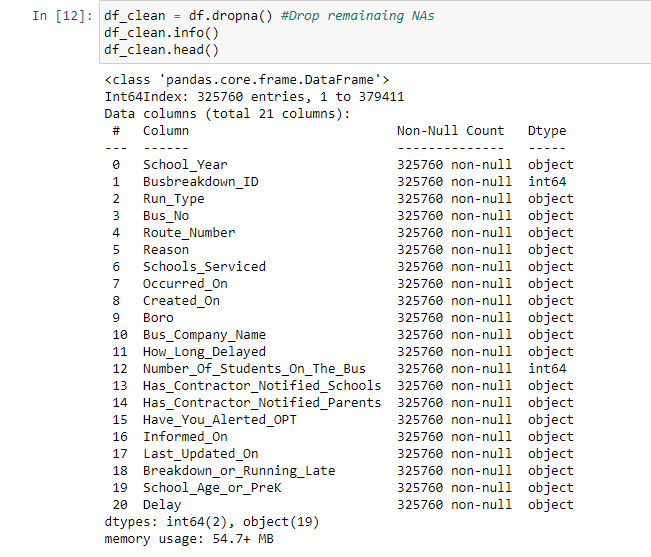 In [12]: df_clean = df.dropna() #Drop remainaing NAs
df_clean.info()
df_clean.head()
<class 'pandas.core.frame.DataFrame'>
Int64Index: 325760 entries, 1 to 379411
Data columns (total 21 columns):
 #   Column                           Non-Null Count   Dtype
---  ------                           --------------   -----
 0   School_Year                      325760 non-null  object
 1   Busbreakdown_ID                  325760 non-null  int64
 2   Run_Type                         325760 non-null  object
 3   Bus_No                           325760 non-null  object
 4   Route_Number                     325760 non-null  object
 5   Reason                           325760 non-null  object
 6   Schools_Serviced                 325760 non-null  object
 7   Occurred_On                      325760 non-null  object
 8   Created_On                       325760 non-null  object
 9   Boro                             325760 non-null  object
 10  Bus_Company_Name                 325760 non-null  object
 11  How_Long_Delayed                 325760 non-null  object
 12  Number_Of_Students_On_The_Bus    325760 non-null  int64
 13  Has_Contractor_Notified_Schools  325760 non-null  object
 14  Has_Contractor_Notified_Parents  325760 non-null  object
 15  Have_You_Alerted_OPT             325760 non-null  object
 16  Informed_On                      325760 non-null  object
 17  Last_Updated_On                  325760 non-null  object
 18  Breakdown_or_Running_Late        325760 non-null  object
 19  School_Age_or_PreK               325760 non-null  object
 20  Delay                            325760 non-null  object
dtypes: int64(2), object(19)
memory usage: 54.7+ MB